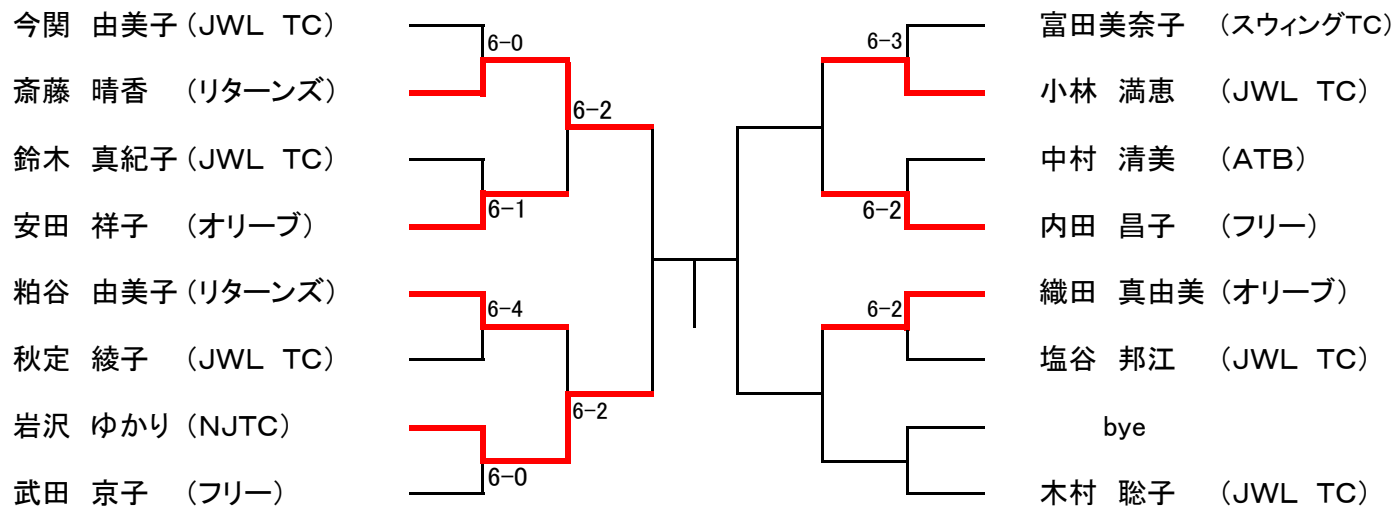 今関　由美子（JWL　TC）
6-0
斎藤　晴香　（リターンズ）
6-2
鈴木　真紀子（JWL　TC）
6-1
安田　祥子　（オリーブ）
粕谷　由美子（リターンズ）
6-4
秋定　綾子　（JWL　TC）
6-2
岩沢　ゆかり（NJTC）
6-0
武田　京子　（フリー）
富田美奈子　（スウィングTC）
6-3
小林　満恵　（JWL　TC）
中村　清美　（ATB）
6-2
内田　昌子　（フリー）
織田　真由美（オリーブ）
6-2
塩谷　邦江　（JWL　TC）
bye
木村　聡子　（JWL　TC）